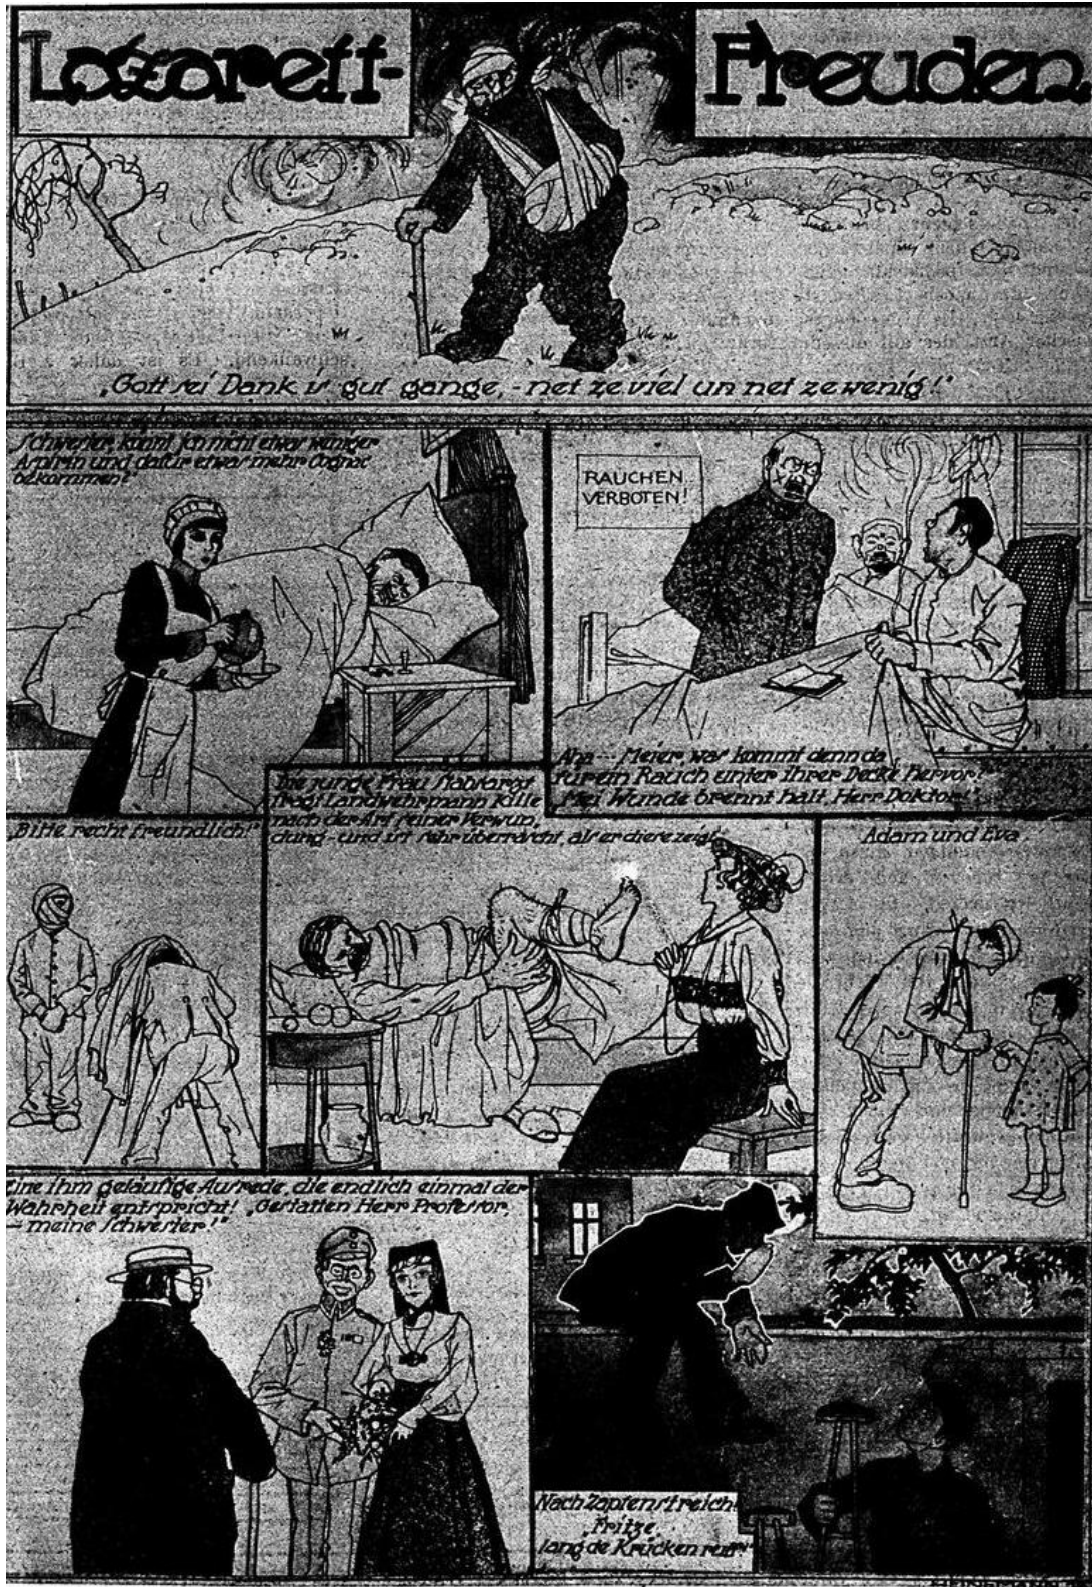 Lazarett-
Freuden.
„Gott sei Dank is' gut gange, - net ze viel un net ze wenig!"
Schwester, könnt ich nicht etwas weniger
Aspirin und dafür etwas mehr Cognac
bekommen?
RAUCHEN
VERBOTEN!
Aha --- Meier was kommt denn da
für ein Rauch unter ihrer Decke hervor?
„Mei Wunde brennt halt, Herr Doktor!"
„Bitte recht freundlich!"
Die junge Frau Stabsarzt
fragt Landwehrmann Kille
nach der Art seiner Verwun,
dung - und ist sehr überrascht, als er diese zeigt.
Adam und Eva.
Eine ihm geläufige Ausrede, die endlich einmal der
Wahrheit entspricht! „Gestatten Herr Professor,
- meine Schwester!"
Nach Zapfenstreich!
„Fritze,
lang de Krücken